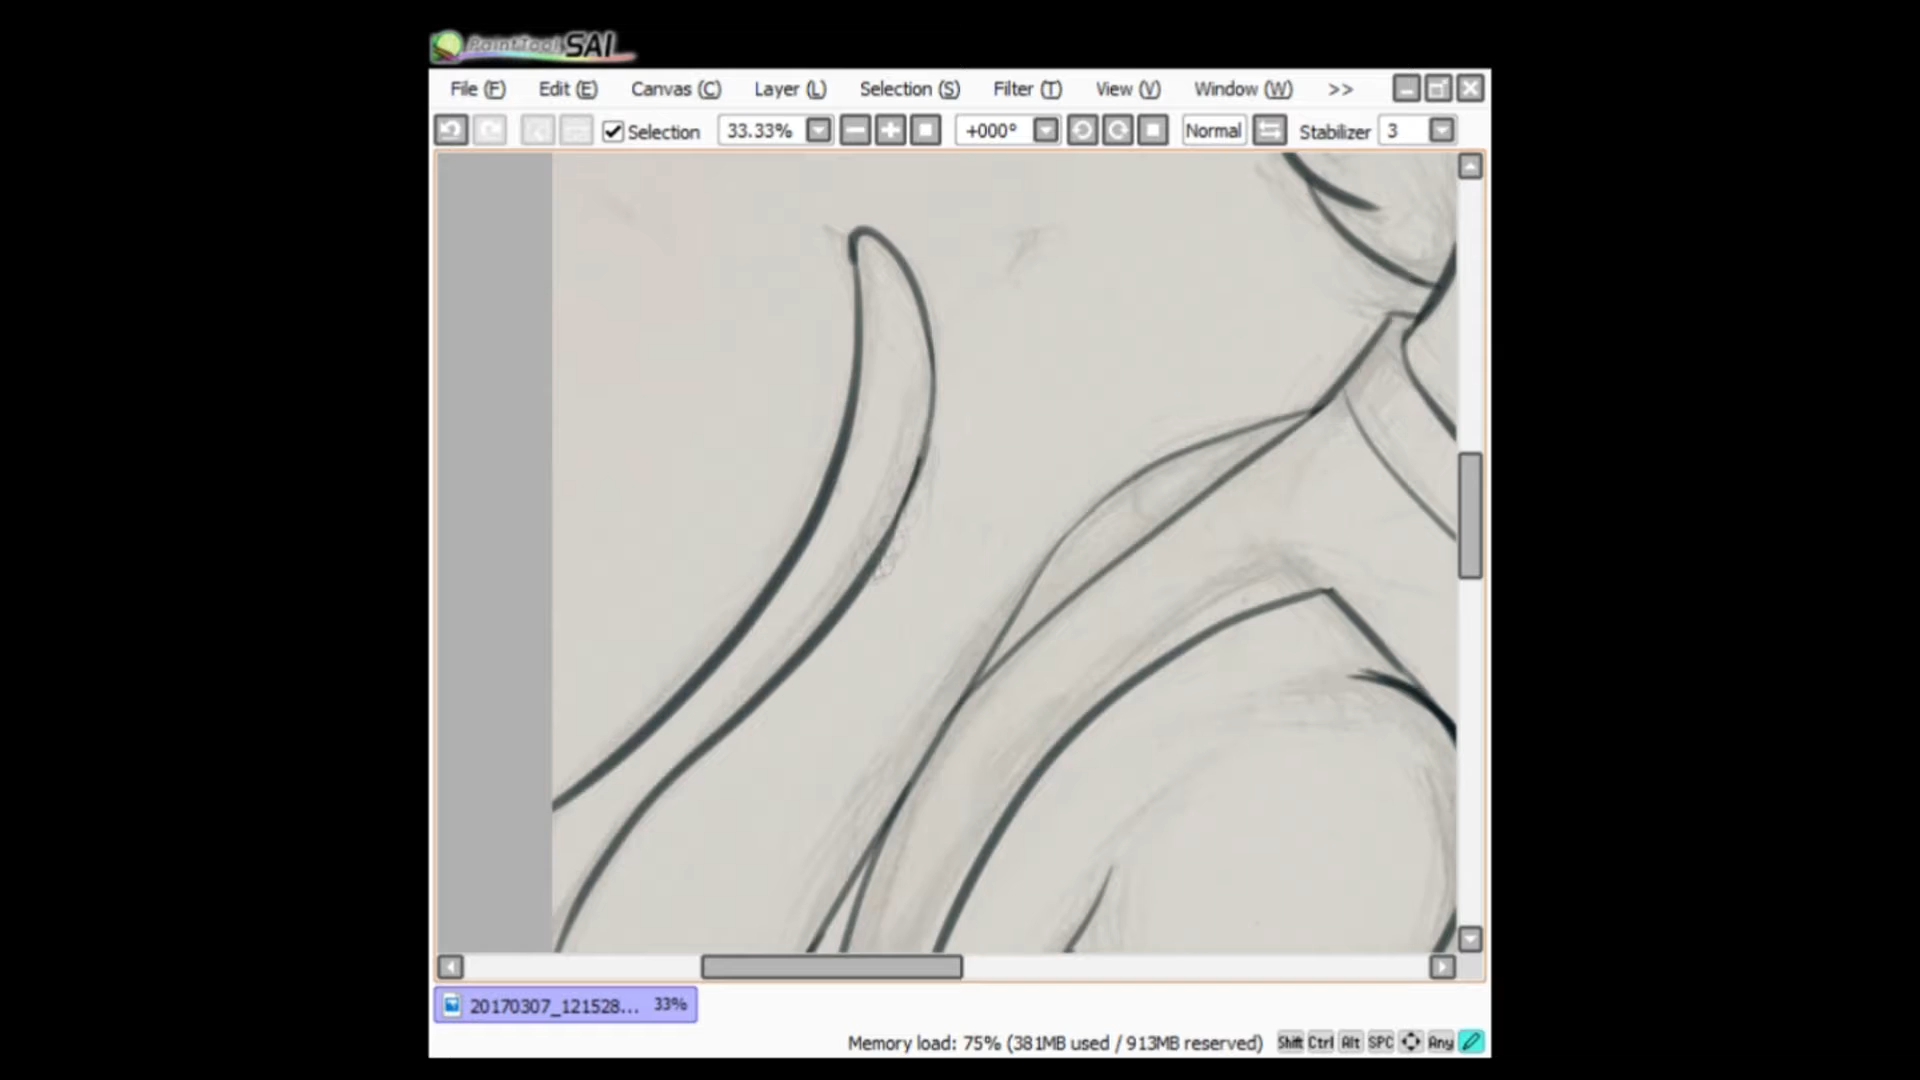 PaintTool SAI
File (F) Edit (E) Canvas (C) Layer (L) Selection (S) Filter (T) View (V) Window (W) >>
Selection 33.33% +000° Normal Stabilizer 3
20170307_121528... 33%
Memory load: 75% (381MB used / 913MB reserved) Shift Ctrl Alt SPC Any